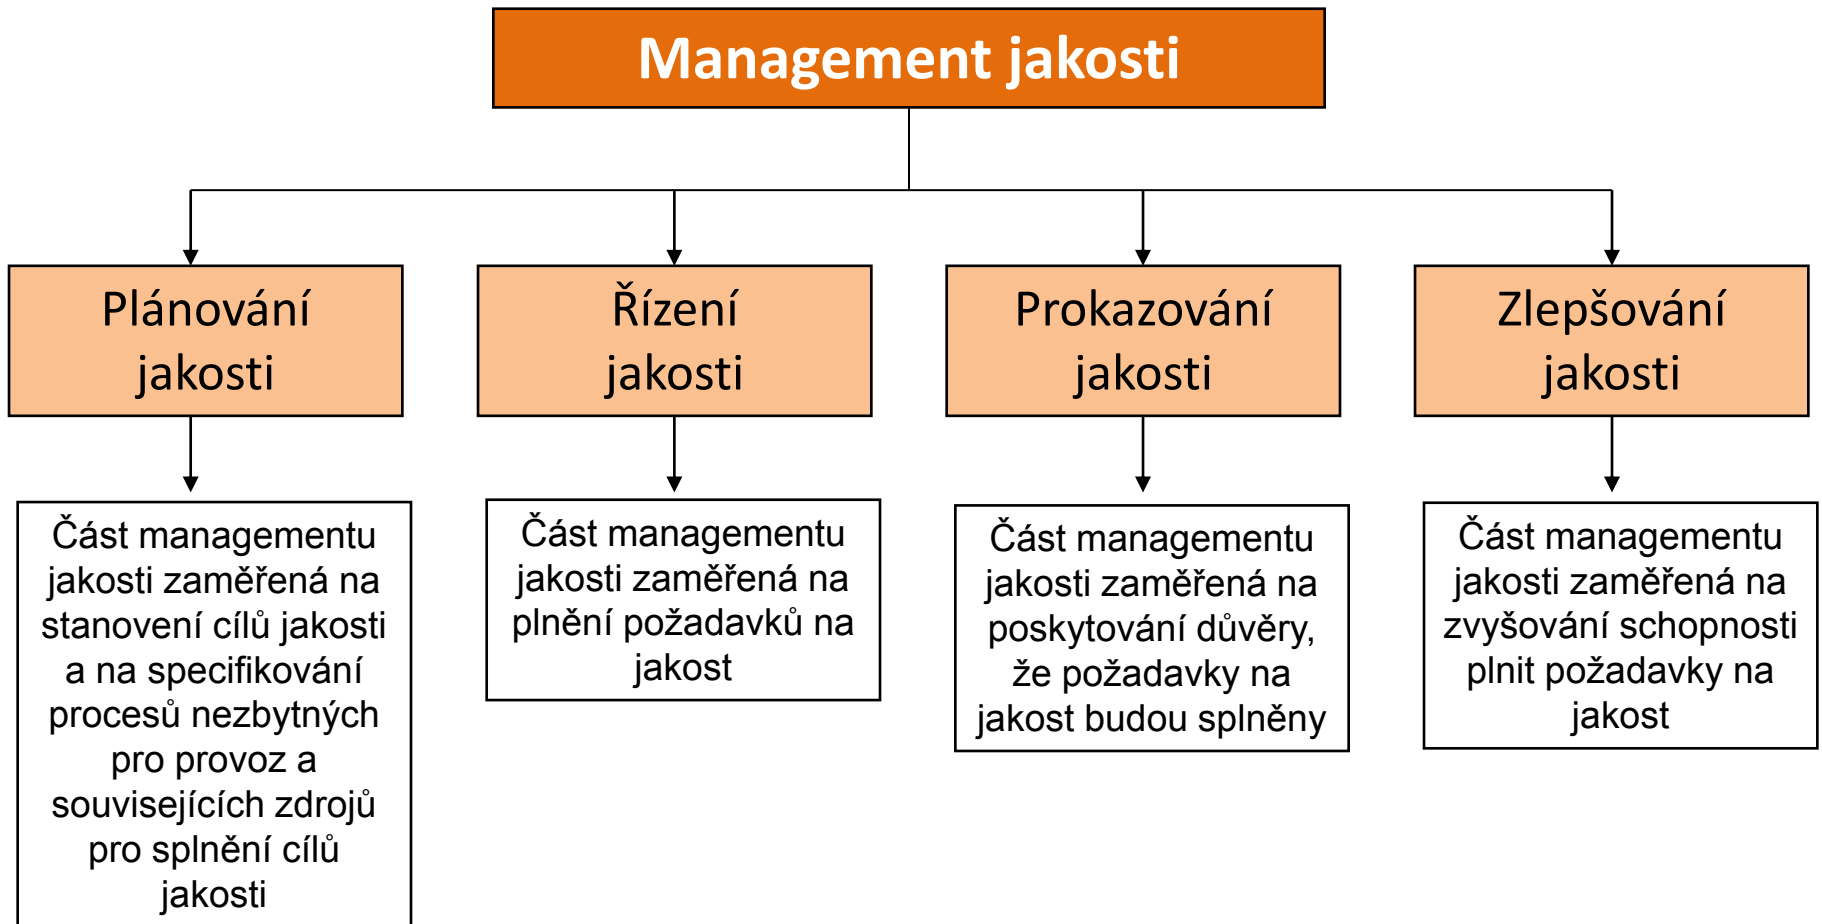 Management jakosti
Plánování
jakosti
Řízení
jakosti
Prokazování
jakosti
Zlepšování
jakosti
Část managementu
jakosti zaměřená na
stanovení cílů jakosti
a na specifikování
procesů nezbytných
pro provoz a
souvisejících zdrojů
pro splnění cílů
jakosti
Část managementu
jakosti zaměřená na
plnění požadavků na
jakost
Část managementu
jakosti zaměřená na
poskytování důvěry,
že požadavky na
jakost budou splněny
Část managementu
jakosti zaměřená na
zvyšování schopnosti
plnit požadavky na
jakost